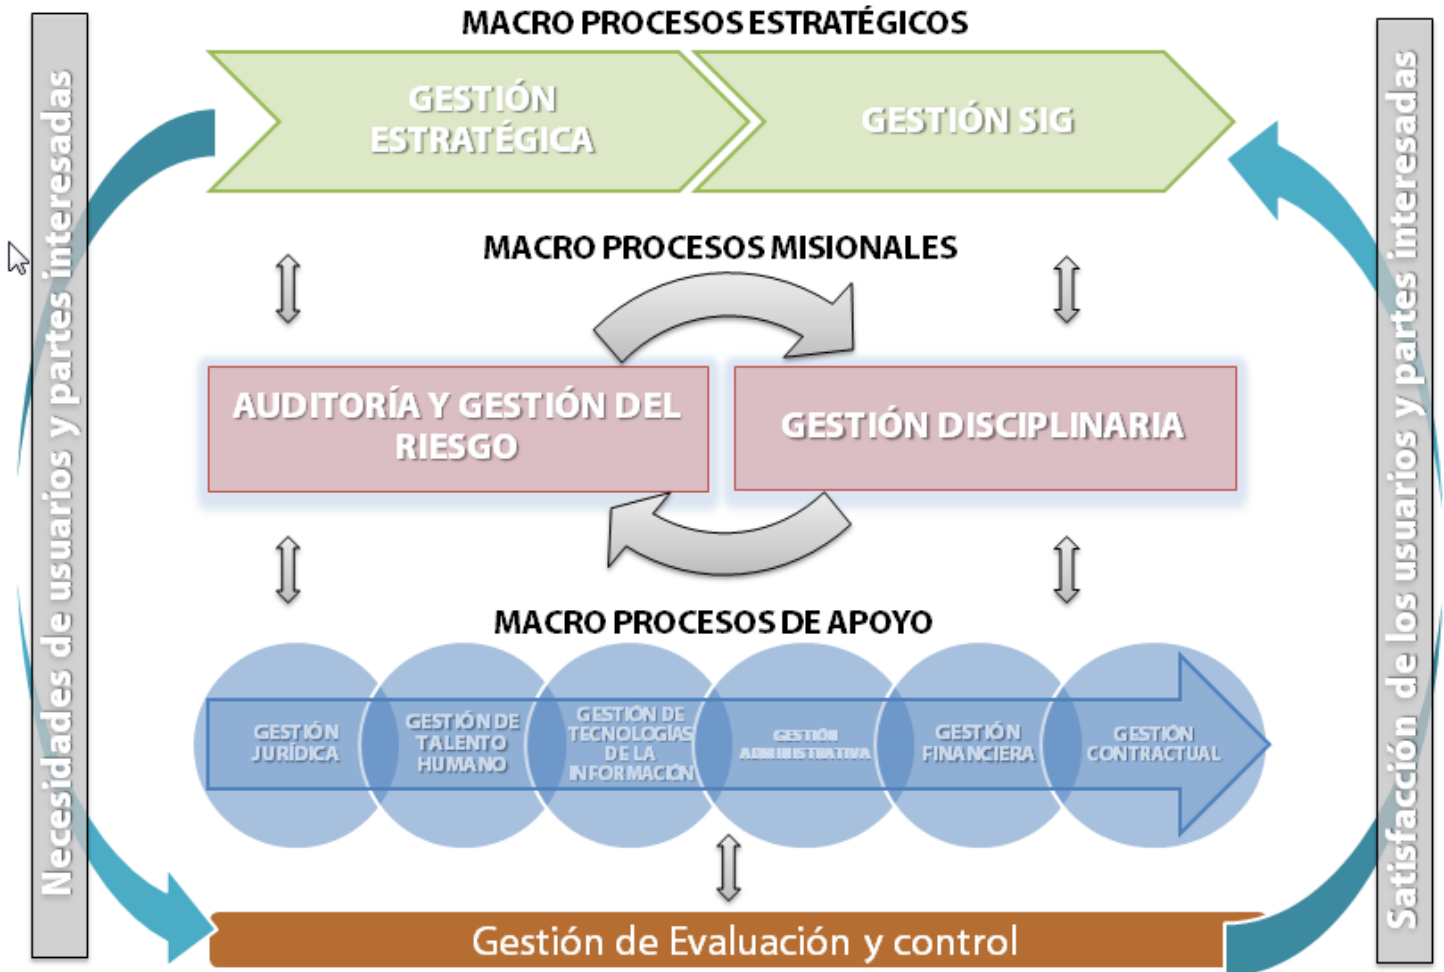 MACRO PROCESOS ESTRATÉGICOS
GESTIÓN
ESTRATÉGICA
GESTIÓN SIG
Necesidades de usuarios y partes interesadas
Satisfacción de los usuarios y partes interesadas
MACRO PROCESOS MISIONALES
AUDITORÍA Y GESTIÓN DEL
RIESGO
GESTIÓN DISCIPLINARIA
MACRO PROCESOS DE APOYO
GESTIÓN
JURÍDICA
GESTIÓN DE
TALENTO
HUMANO
GESTIÓN DE
TECNOLOGÍAS
DE LA
INFORMACIÓN
GESTIÓN
ADMINISTRATIVA
GESTIÓN
FINANCIERA
GESTIÓN
CONTRACTUAL
Gestión de Evaluación y control